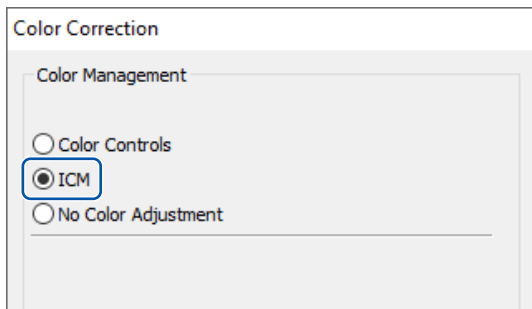 Color Correction
Color Management
Color Controls
ICM
No Color Adjustment